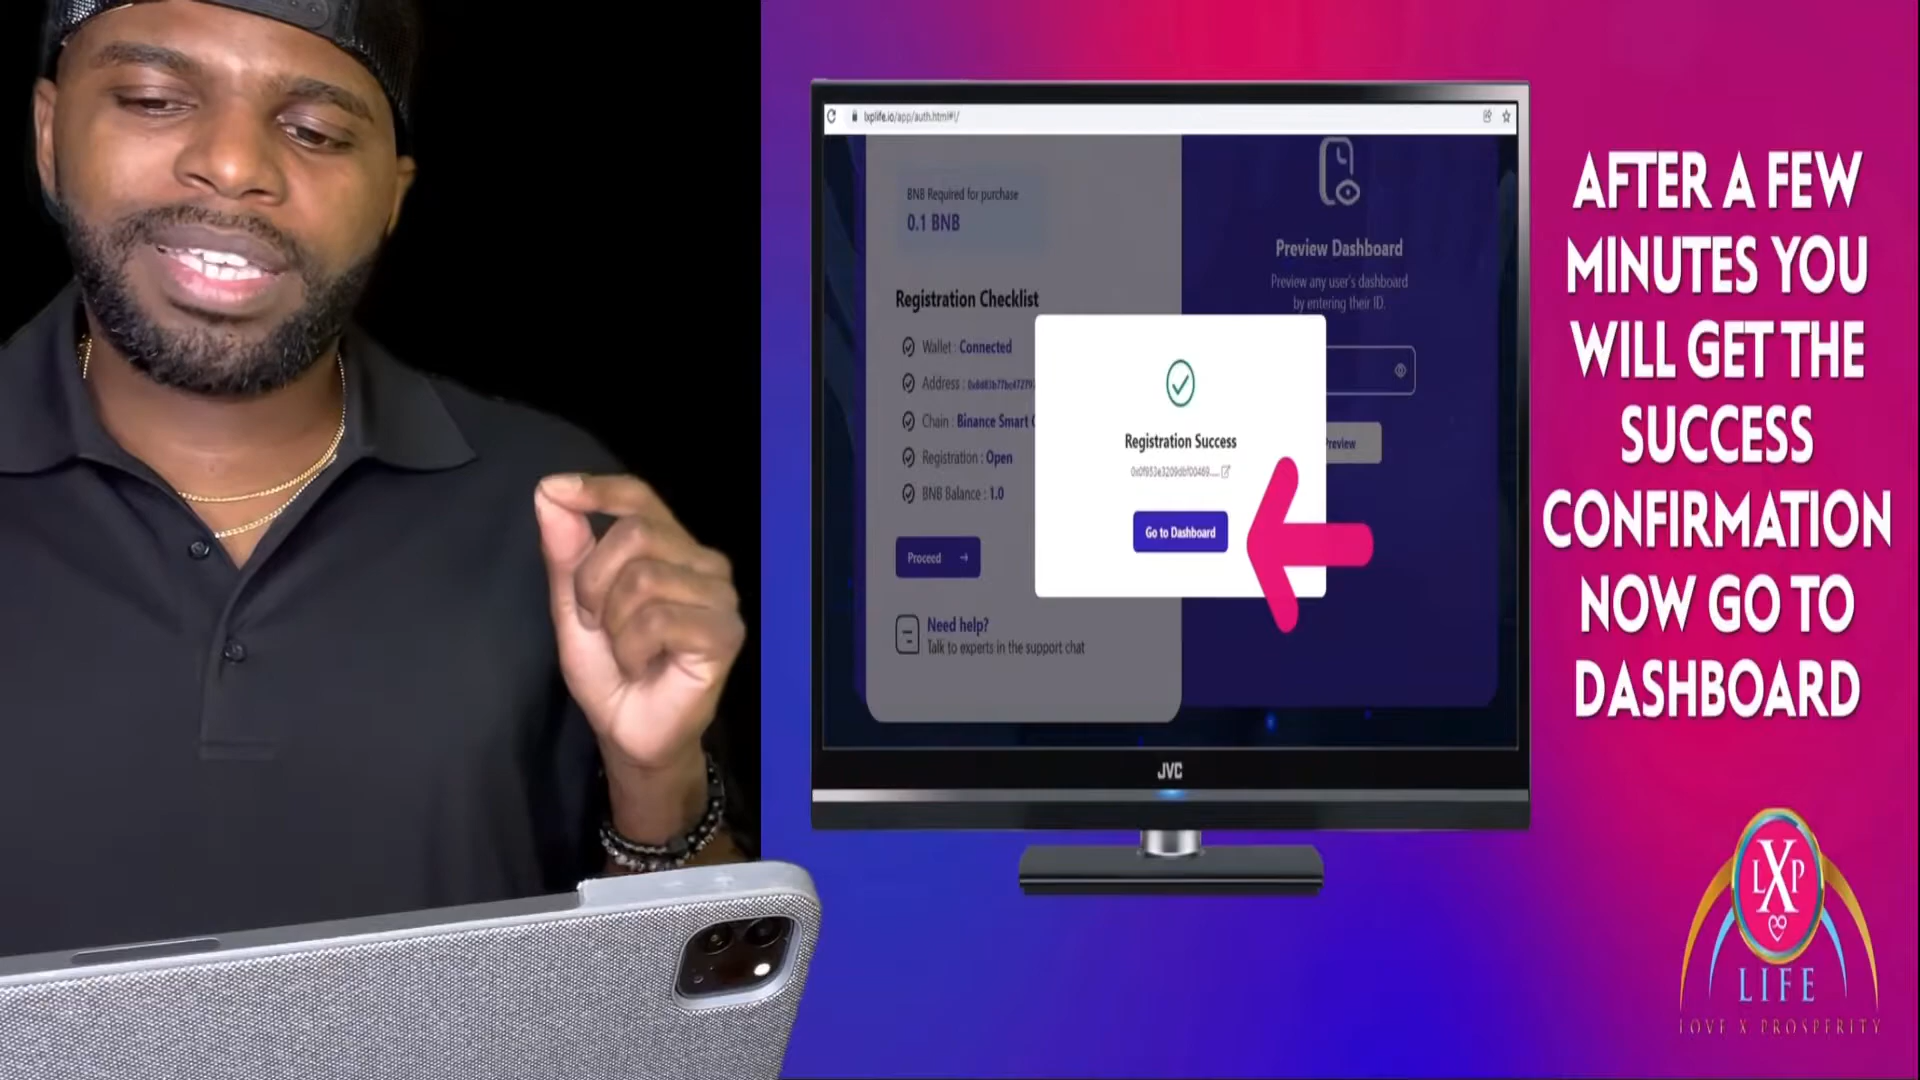 lxplife.io/app/auth.html#!/
BNB Required for purchase
0.1 BNB
Registration Checklist
Wallet : Connected
Address :
Chain : Binance Smart
Registration : Open
BNB Balance : 1.0
Proceed
Need help?
Talk to experts in the support chat
Preview Dashboard
Preview any user's dashboard
by entering their ID.
Preview
Registration Success
Go to Dashboard
JVC
AFTER A FEW
MINUTES YOU
WILL GET THE
SUCCESS
CONFIRMATION
NOW GO TO
DASHBOARD
LXP
LIFE
LOVE X PROSPERITY